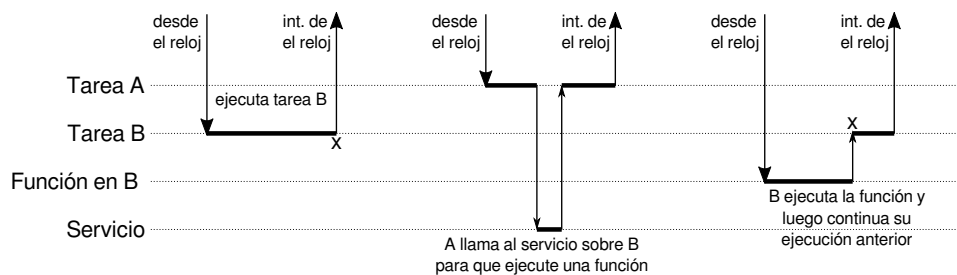 desde
el reloj
int. de
el reloj
desde
el reloj
int. de
el reloj
desde
el reloj
int. de
el reloj
Tarea A
ejecuta tarea B
Tarea B
x
x
Función en B
B ejecuta la función y
luego continua su
ejecución anterior
Servicio
A llama al servicio sobre B
para que ejecute una función